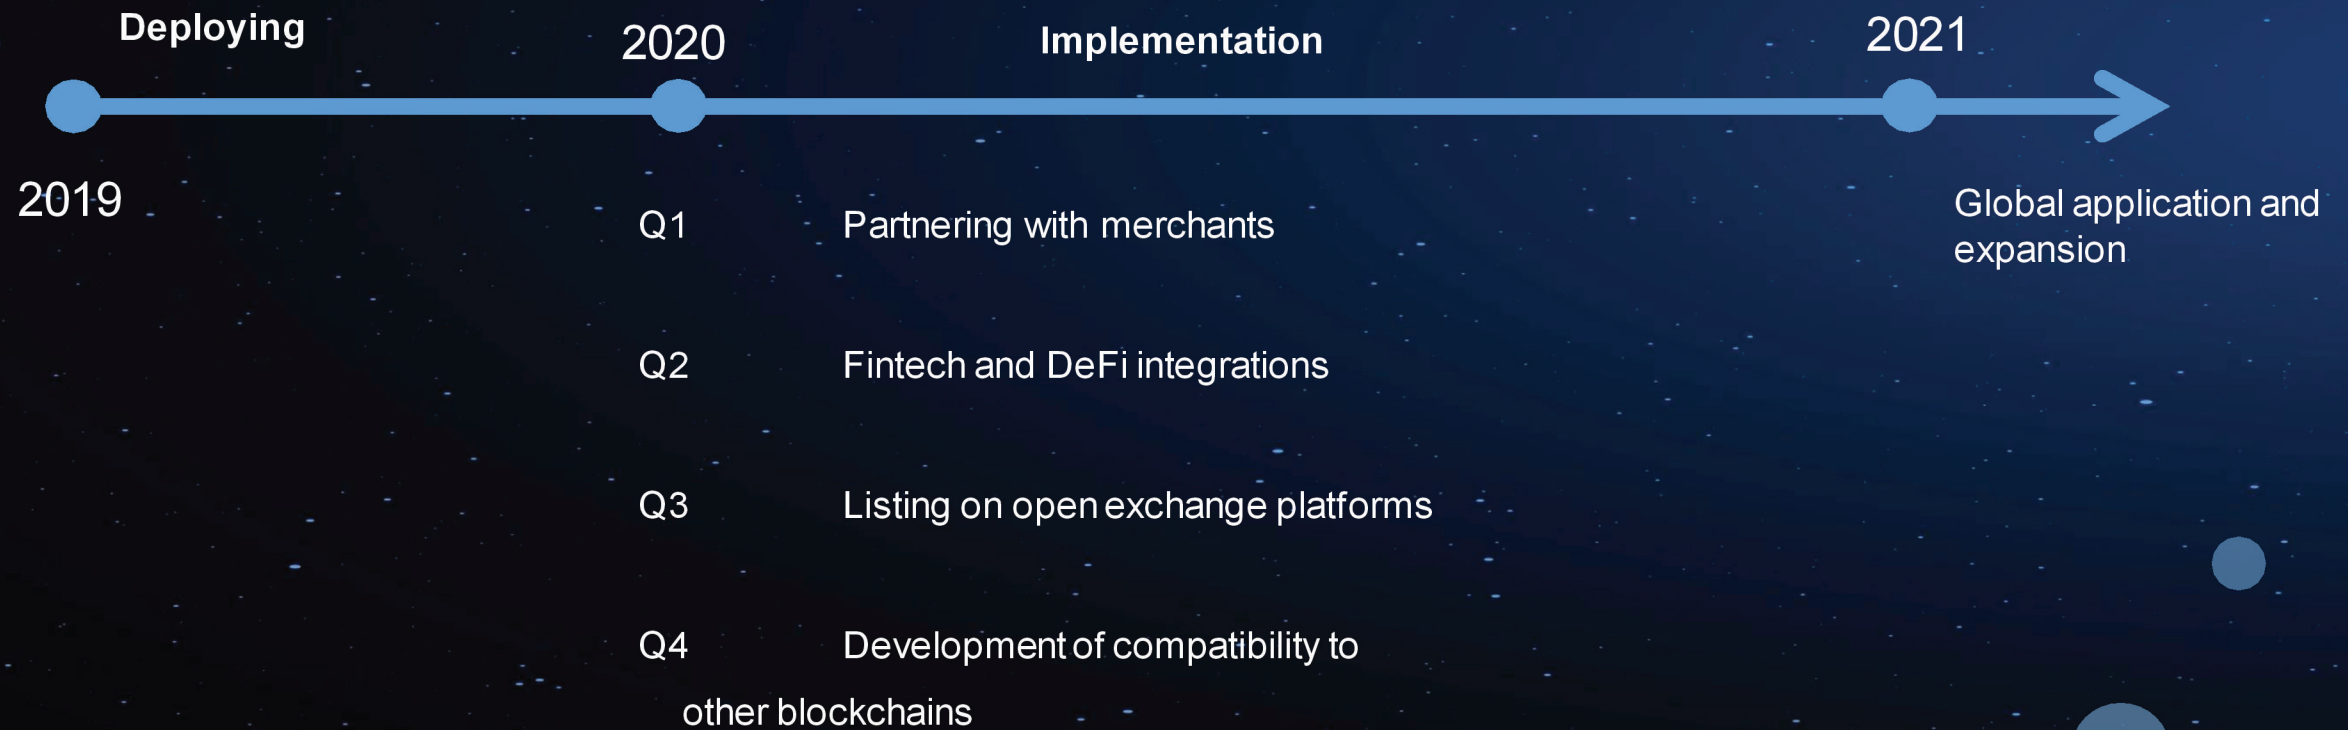 Deploying
2020
Implementation
2021
2019
Q1 Partnering with merchants
Global application and
expansion
Q2 Fintech and DeFi integrations
Q3 Listing on open exchange platforms
Q4 Development of compatibility to
other blockchains